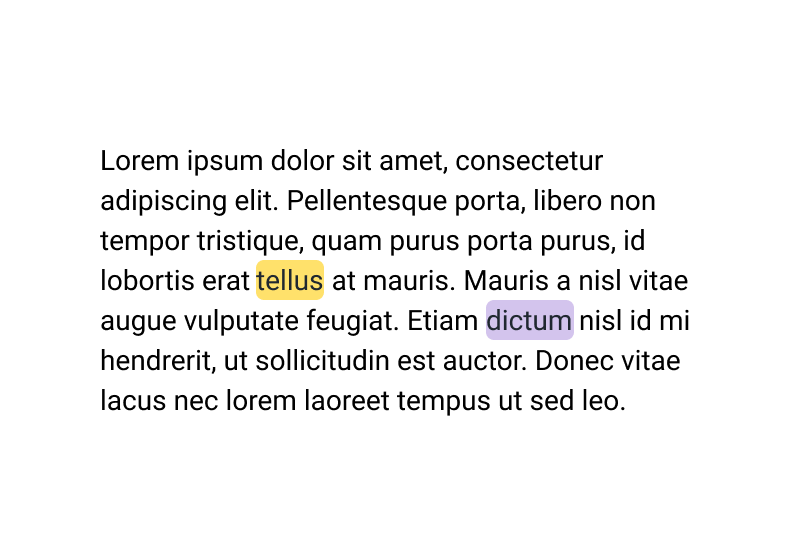 Lorem ipsum dolor sit amet, consectetur
adipiscing elit. Pellentesque porta, libero non
tempor tristique, quam purus porta purus, id
lobortis erat tellus at mauris. Mauris a nisl vitae
augue vulputate feugiat. Etiam dictum nisl id mi
hendrerit, ut sollicitudin est auctor. Donec vitae
lacus nec lorem laoreet tempus ut sed leo.